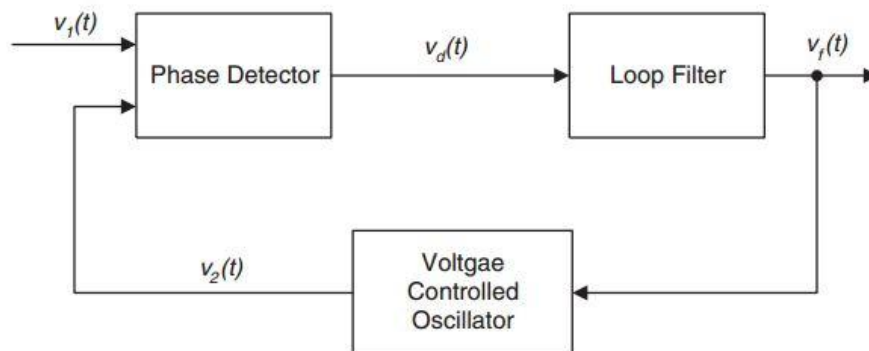 v1(t)
Phase Detector
vd(t)
Loop Filter
vf(t)
v2(t)
Voltgae
Controlled
Oscillator